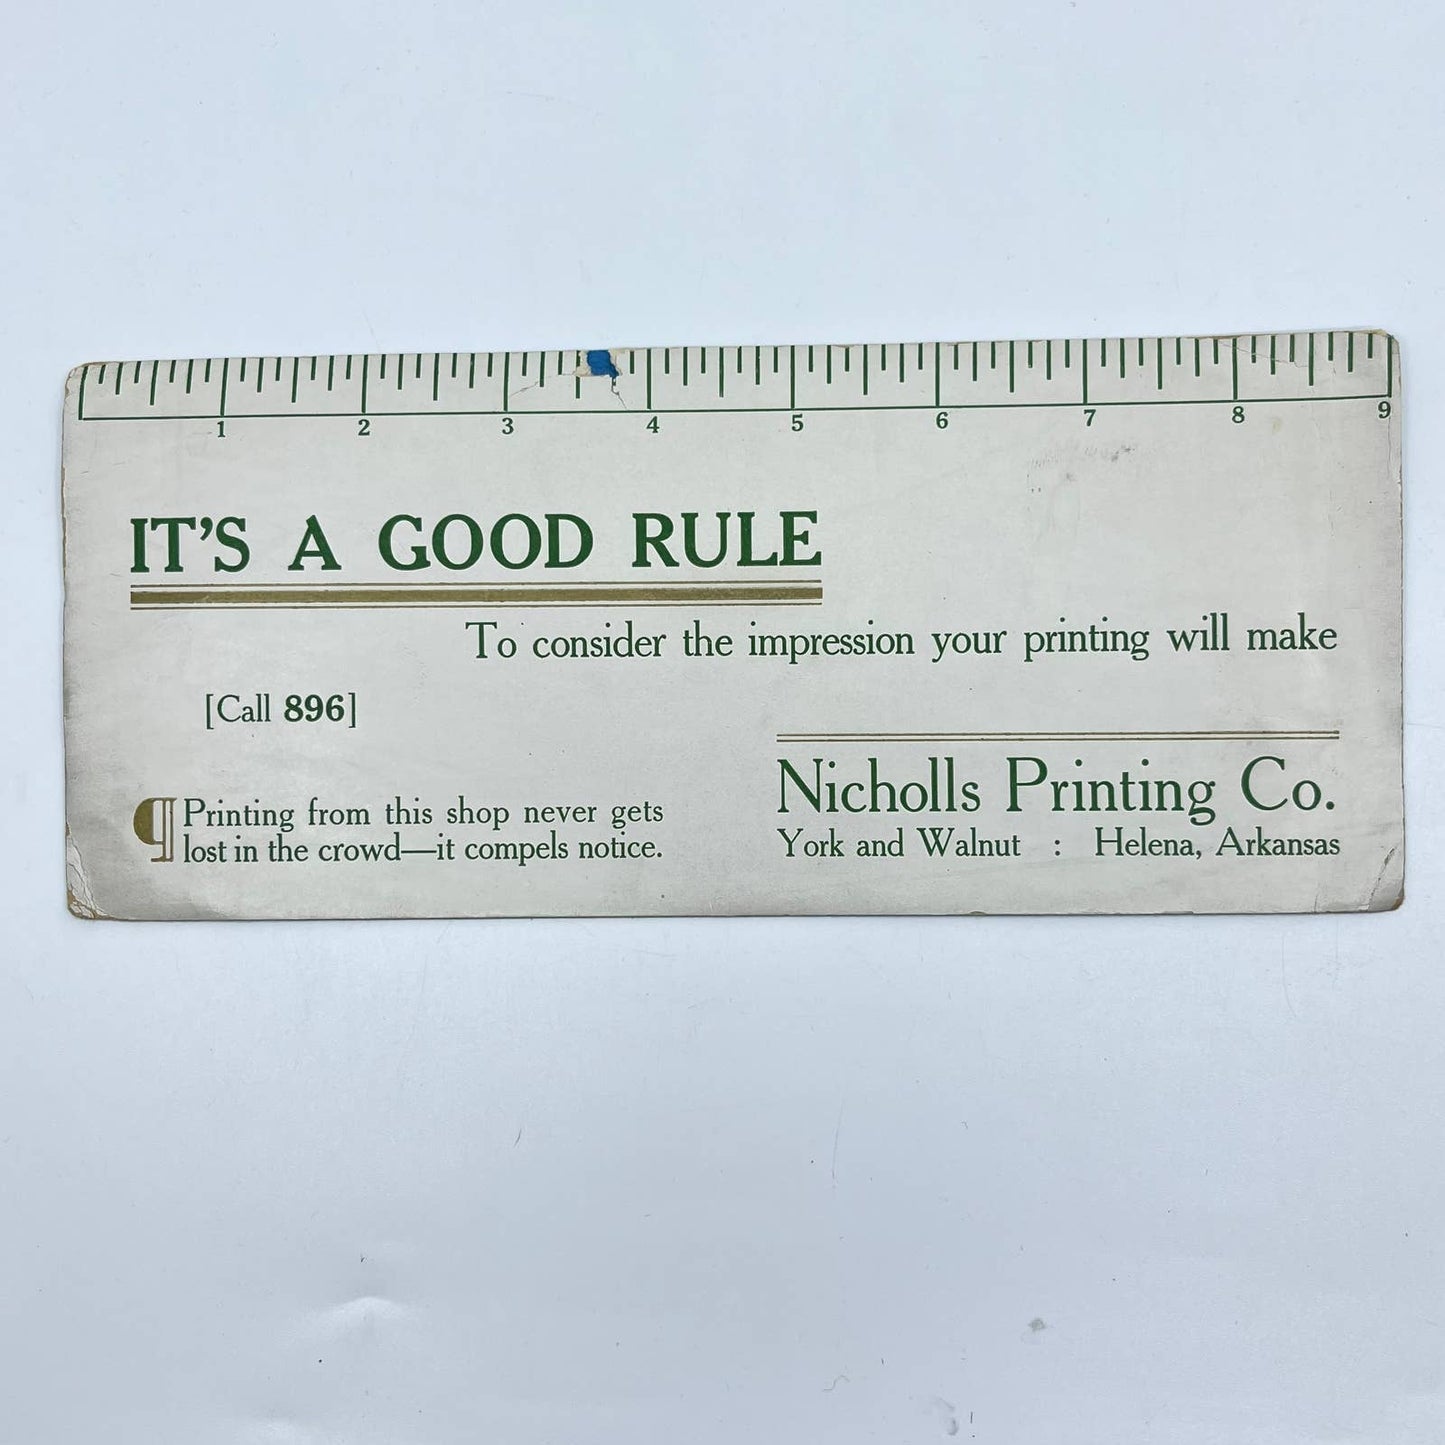 1 2 3 4 5 6 7 8 9
IT'S A GOOD RULE
To consider the impression your printing will make
[Call 896]
¶ Printing from this shop never gets
lost in the crowd—it compels notice.
Nicholls Printing Co.
York and Walnut : Helena, Arkansas